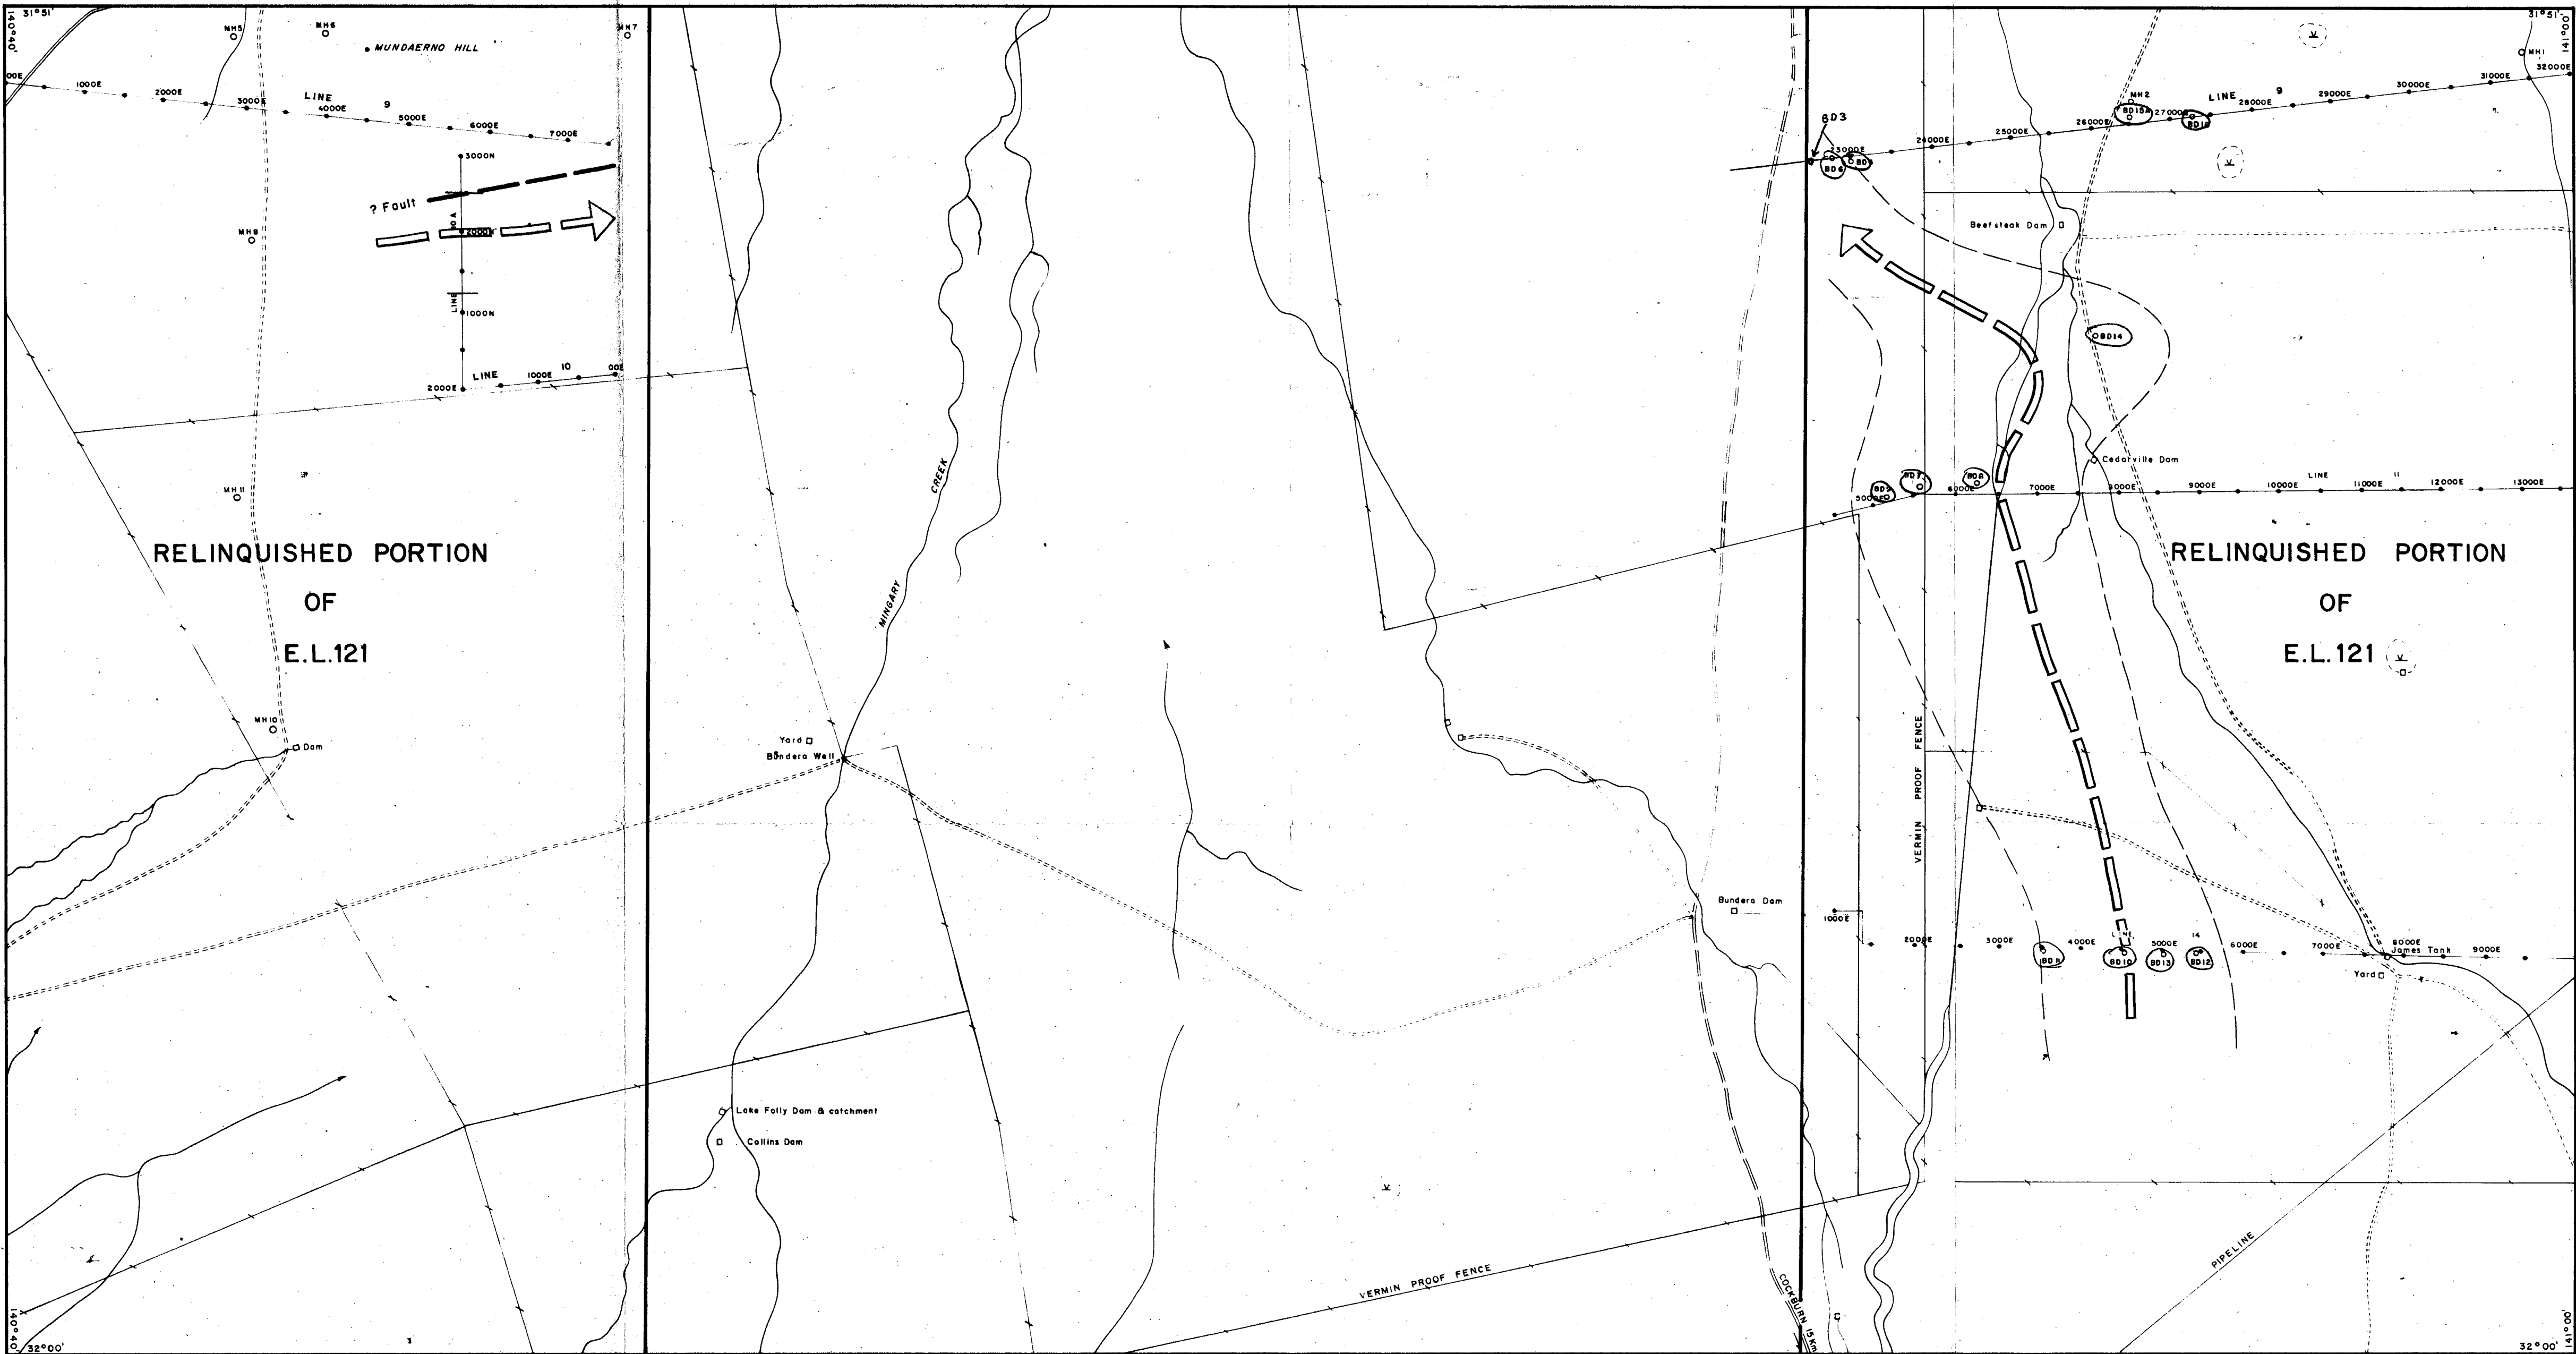 31°51'
140°40'
MH5
MH6
MH7
MUNDAERNO HILL
31°51'
141°00'
MH1
00E
1000E
2000E
3000E
LINE 9
4000E
5000E
6000E
7000E
3000N
? Fault
10A
2000N
LINE
1000N
MH8
2000E
LINE 10
1000E
00E
BD3
BD6
23000E
24000E
25000E
26000E
MH2
BD15A
27000E
LINE 9
28000E
29000E
30000E
31000E
32000E
Beefsteak Dam
BD14
Cedarville Dam
MH11
CREEK
MINGARY
BD9
BD7
BD8
5000E
6000E
7000E
8000E
9000E
10000E
LINE 11
11000E
12000E
13000E
RELINQUISHED PORTION
OF
E.L.121
RELINQUISHED PORTION
OF
E.L.121
MH10
Dam
Yard
Bundera Well
VERMIN PROOF FENCE
Bundera Dam
1000E
2000E
3000E
4000E
LINE 14
5000E
6000E
7000E
8000E
9000E
James Tank
BD11
BD10
BD13
BD12
Yard
Lake Folly Dam & catchment
Collins Dam
VERMIN PROOF FENCE
COCKBURN 15Km
PIPELINE
140°40'
32°00'
32°00'
141°00'